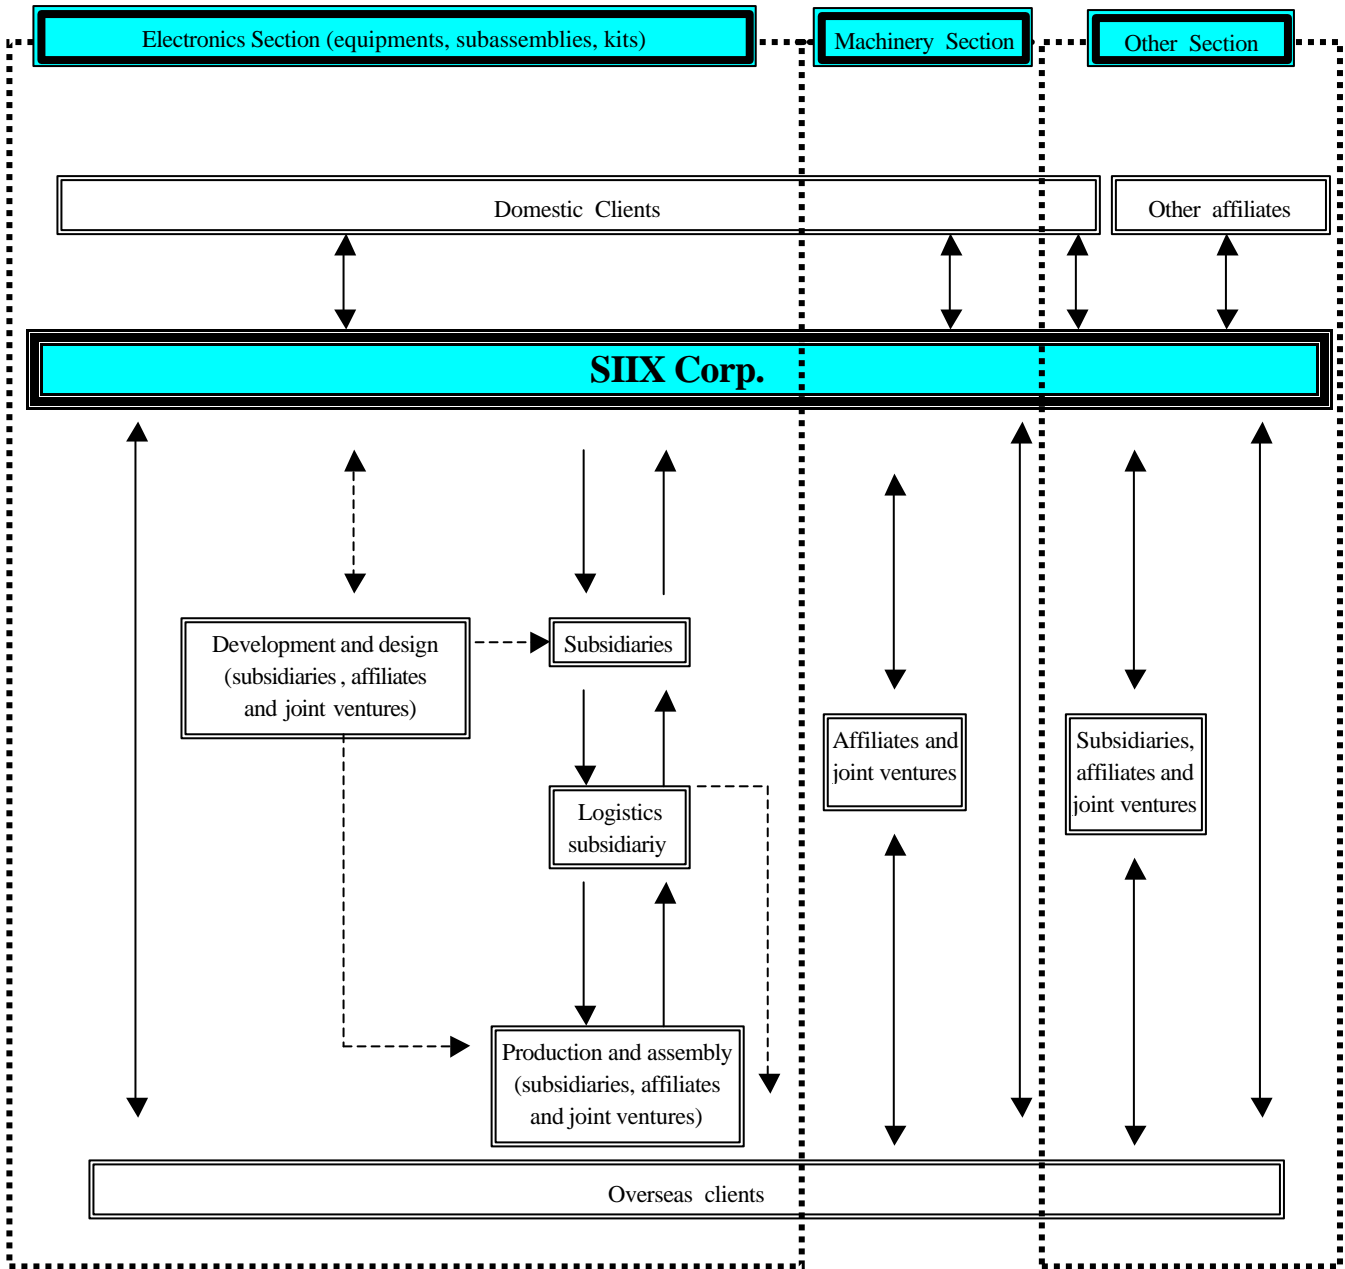 Electronics Section (equipments, subassemblies, kits)
Machinery Section
Other Section
Domestic Clients
Other affiliates
SIIX Corp.
Development and design
(subsidiaries, affiliates
and joint ventures)
Subsidiaries
Affiliates and
joint ventures
Subsidiaries,
affiliates and
joint ventures
Logistics
subsidiariy
Production and assembly
(subsidiaries, affiliates
and joint ventures)
Overseas clients